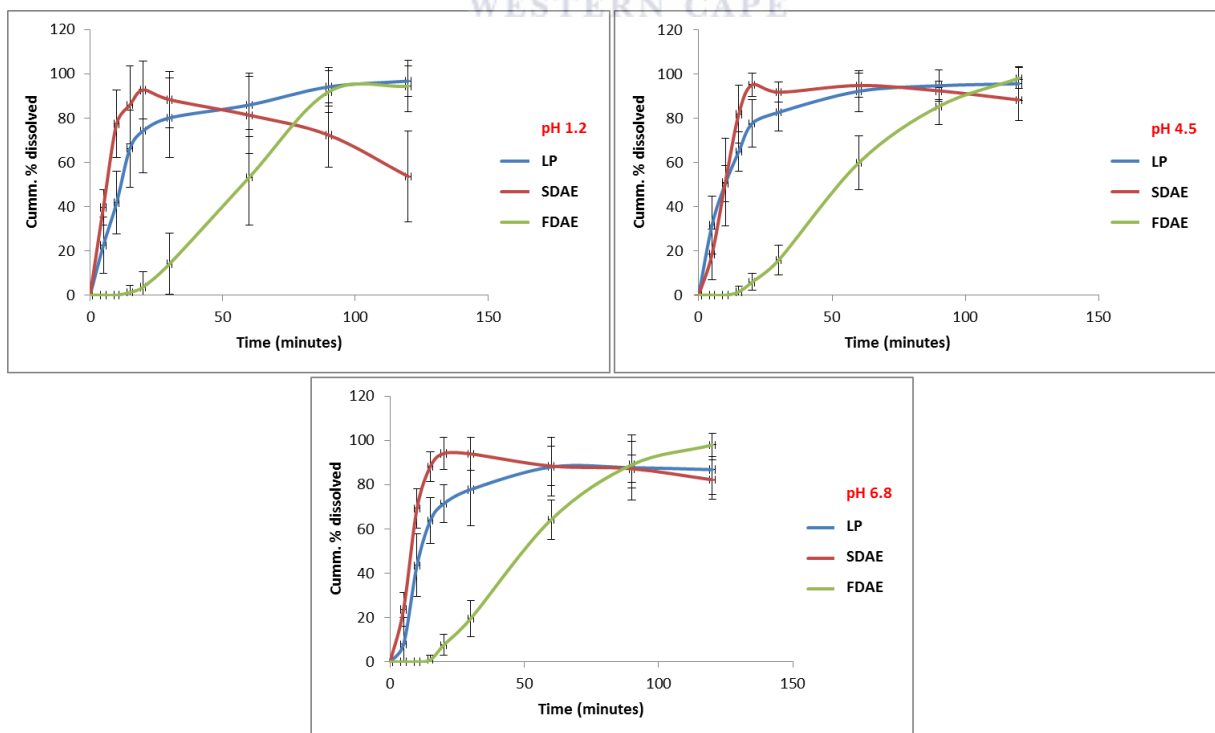 WESTERN CAPE
120
100
80
60
40
20
0
Cumm. % dissolved
0 50 100 150
Time (minutes)
pH 1.2
LP
SDAE
FDAE
120
100
80
60
40
20
0
Cumm. % dissolved
0 50 100 150
Time (minutes)
pH 4.5
LP
SDAE
FDAE
120
100
80
60
40
20
0
Cumm. % dissolved
0 50 100 150
Time (minutes)
pH 6.8
LP
SDAE
FDAE